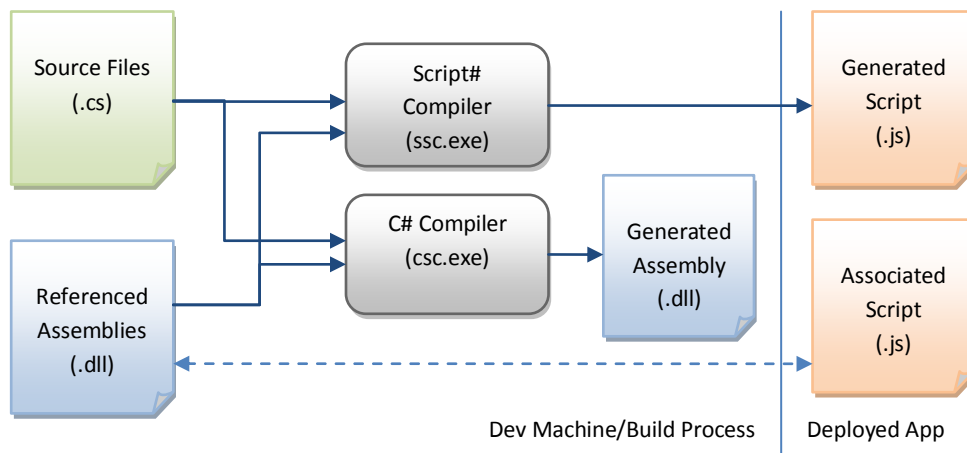 Source Files
(.cs)
Script#
Compiler
(ssc.exe)
Generated
Script
(.js)
C# Compiler
(csc.exe)
Generated
Assembly
(.dll)
Referenced
Assemblies
(.dll)
Associated
Script
(.js)
Dev Machine/Build Process
Deployed App